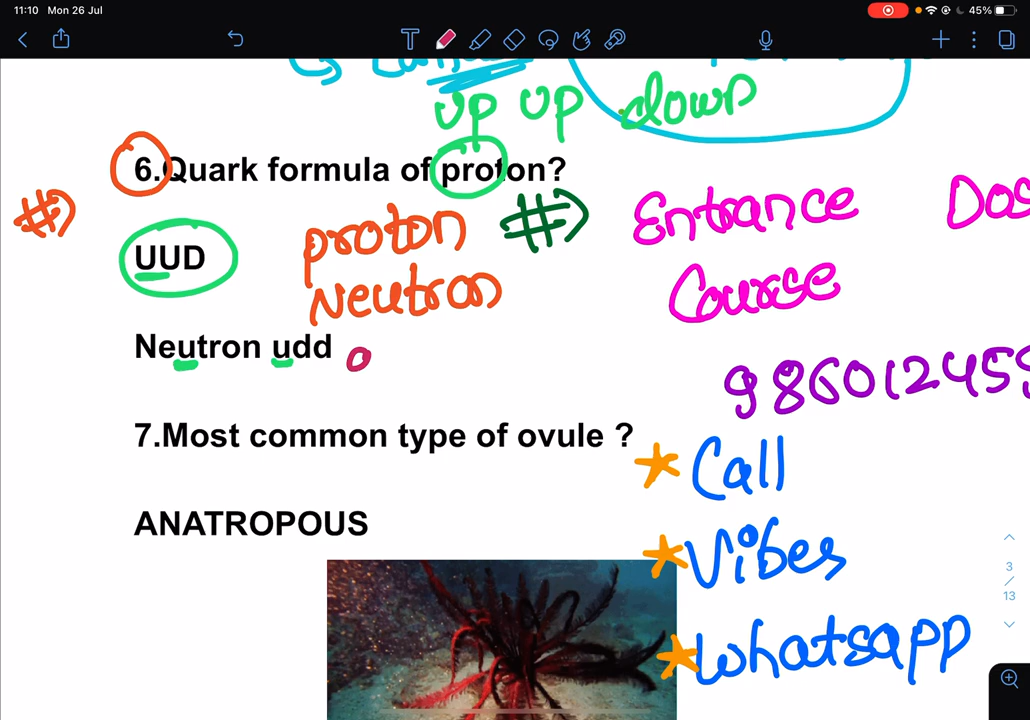 11:10 Mon 26 Jul
45%
up up down
6.Quark formula of proton?
UUD
proton
Neutron
Entrance
Course
Neutron udd
7.Most common type of ovule ?
Call
ANATROPOUS
Vibes
Whatsapp
3
/
13